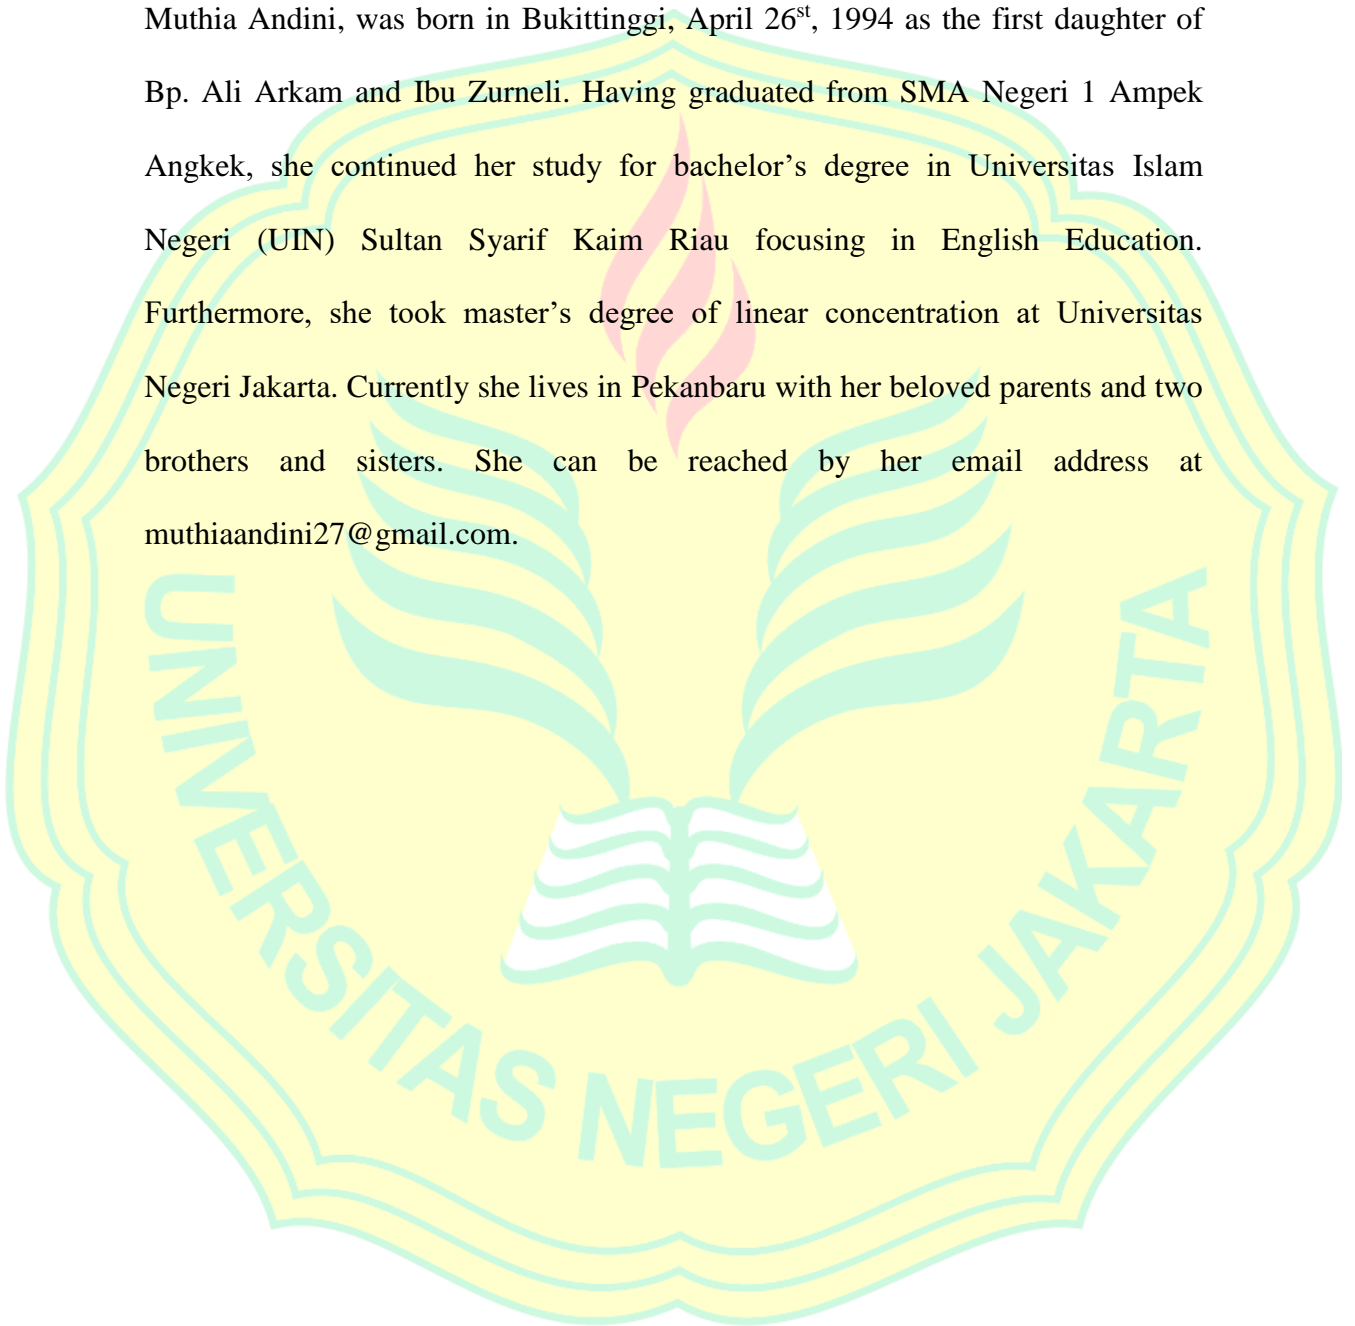 Muthia Andini, was born in Bukittinggi, April 26st, 1994 as the first daughter of
Bp. Ali Arkam and Ibu Zurneli. Having graduated from SMA Negeri 1 Ampek
Angkek, she continued her study for bachelor’s degree in Universitas Islam
Negeri (UIN) Sultan Syarif Kaim Riau focusing in English Education.
Furthermore, she took master’s degree of linear concentration at Universitas
Negeri Jakarta. Currently she lives in Pekanbaru with her beloved parents and two
brothers and sisters. She can be reached by her email address at
muthiaandini27@gmail.com.
UNIVERSITAS NEGERI JAKARTA